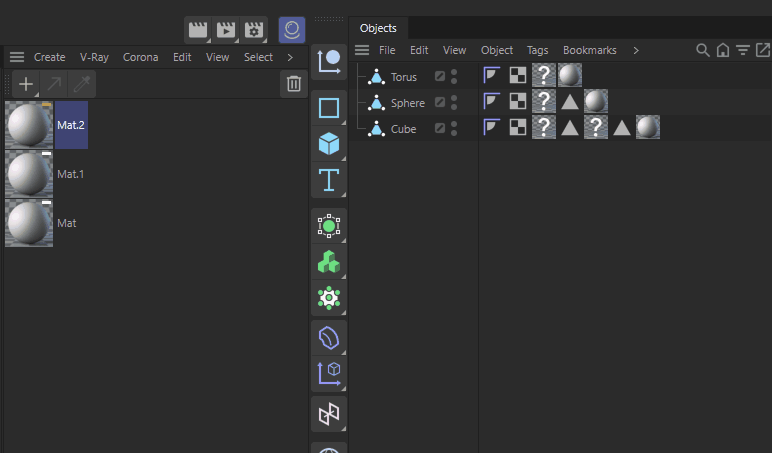 Objects
Create V-Ray Corona Edit View Select
File Edit View Object Tags Bookmarks
Torus
Sphere
Cube
Mat.2
Mat.1
Mat